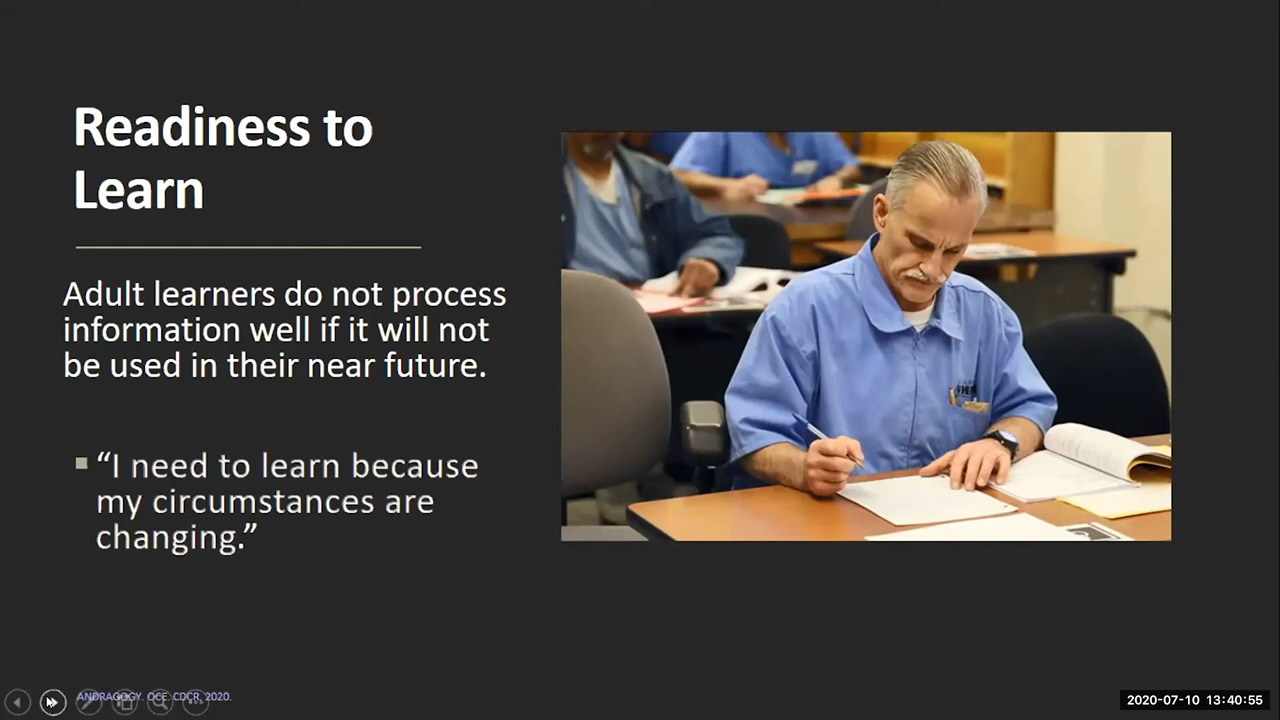 Readiness to
Learn
Adult learners do not process
information well if it will not
be used in their near future.
“I need to learn because
my circumstances are
changing.”
ANDRAGOGY. OCE. CDCR, 2020.
2020-07-10 13:40:55